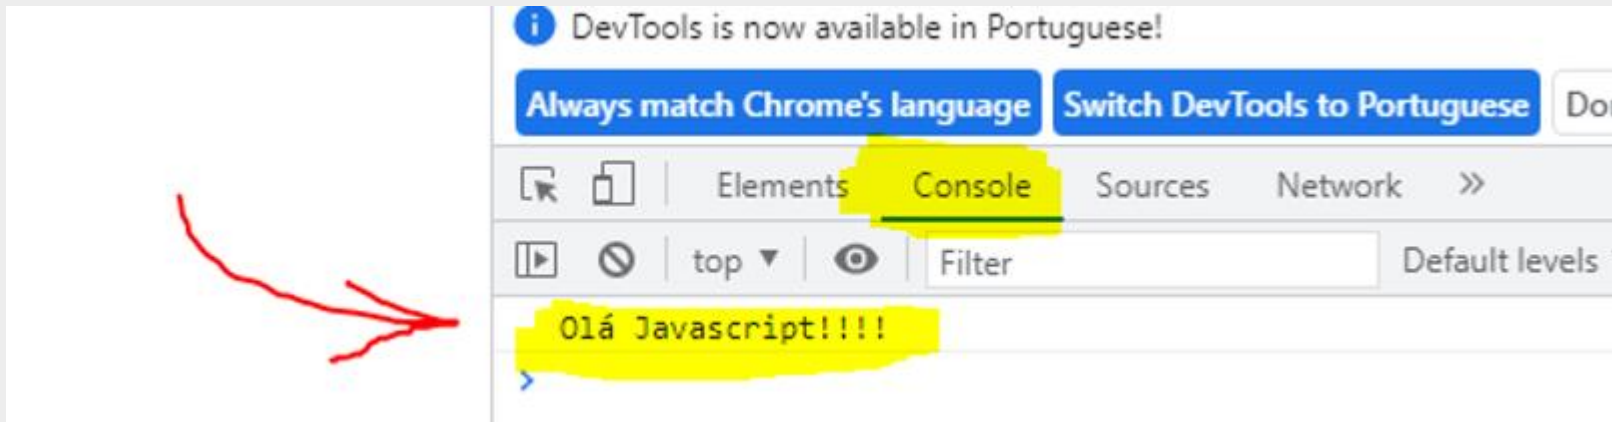 DevTools is now available in Portuguese!
Always match Chrome's language Switch DevTools to Portuguese
Elements Console Sources Network
top Filter Default levels
Olá Javascript!!!!